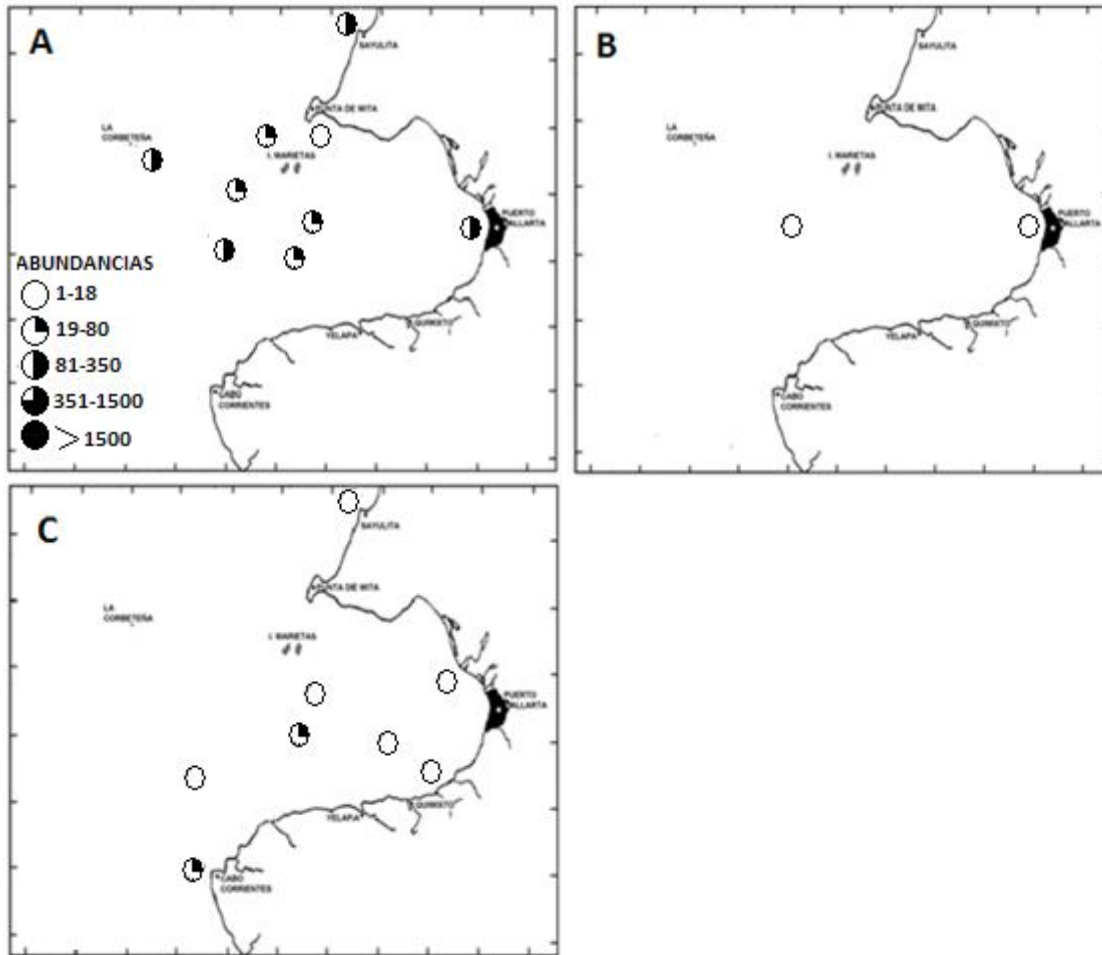 A
SAYULITA
PUNTA DE MITA
LA
CORBETEÑA
I. MARIETAS
PUERTO
VALLARTA
ABUNDANCIAS
1-18
19-80
81-350
351-1500
> 1500
YELAPA
QUIMIXTO
CABO
CORRIENTES
B
SAYULITA
PUNTA DE MITA
LA
CORBETEÑA
I. MARIETAS
PUERTO
VALLARTA
YELAPA
QUIMIXTO
CABO
CORRIENTES
C
SAYULITA
PUNTA DE MITA
LA
CORBETEÑA
I. MARIETAS
PUERTO
VALLARTA
YELAPA
QUIMIXTO
CABO
CORRIENTES